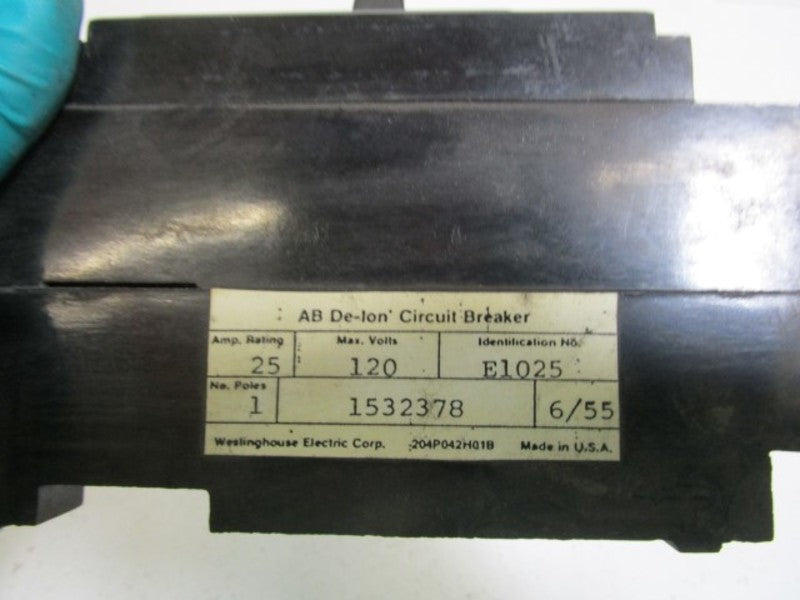 AB De-Ion' Circuit Breaker
Amp. Rating Max. Volts Identification No.
25 120 E1025
No. Poles
1 1532378 6/55
Westinghouse Electric Corp. 204P042H01B Made in U.S.A.